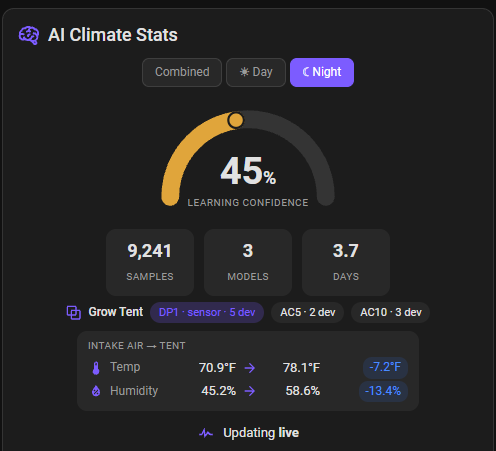 AI Climate Stats
Combined ☀ Day ☾ Night
45%
LEARNING CONFIDENCE
9,241 3 3.7
SAMPLES MODELS DAYS
Grow Tent DP1 · sensor · 5 dev AC5 · 2 dev AC10 · 3 dev
INTAKE AIR → TENT
Temp 70.9°F → 78.1°F -7.2°F
Humidity 45.2% → 58.6% -13.4%
Updating live